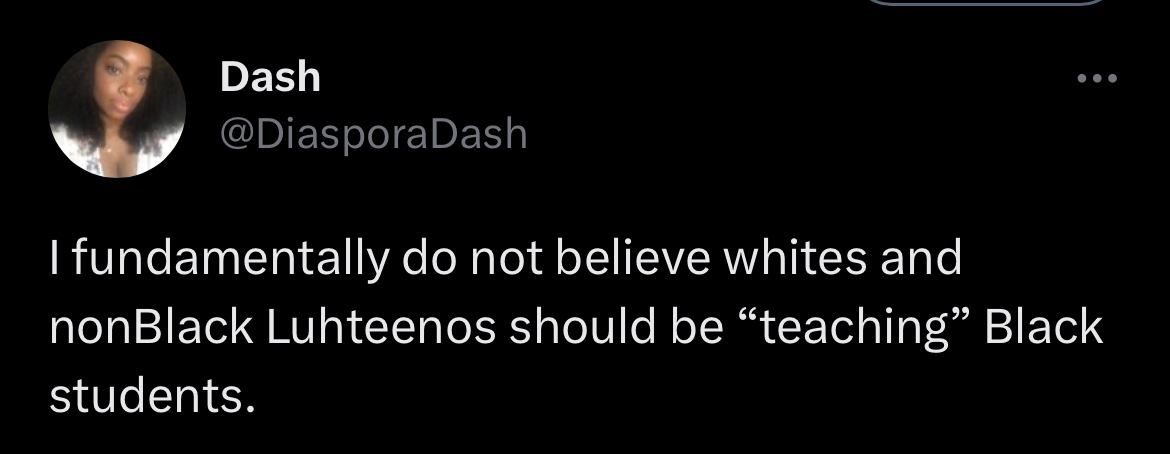 Dash
@DiasporaDash
I fundamentally do not believe whites and
nonBlack Luhteenos should be “teaching” Black
students.